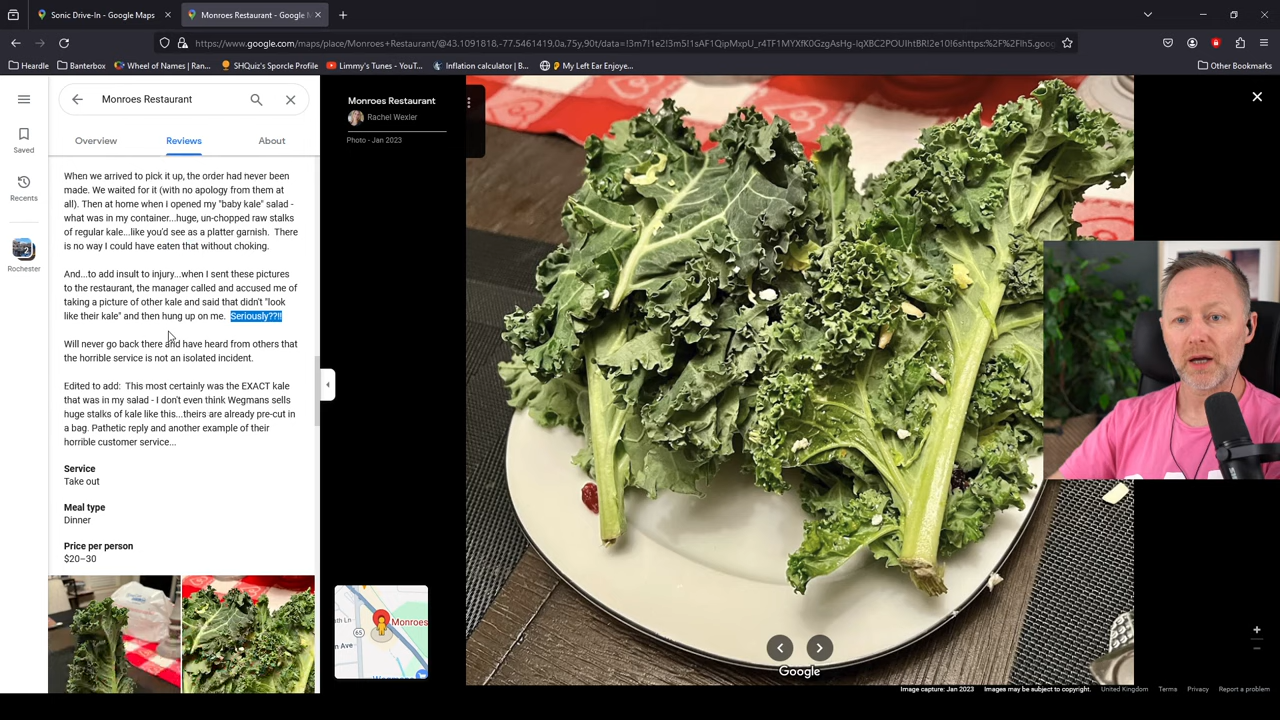 Sonic Drive-In - Google Maps
Monroes Restaurant - Google M
https://www.google.com/maps/place/Monroes+Restaurant/@43.1091818,-77.5461419,0a,75y,90t/data=
Heardle
Banterbox
Wheel of Names | Ran...
SHQuiz's Sporcle Profile
Limmy's Tunes - YouT...
Inflation calculator | B...
My Left Ear Enjoye...
Other Bookmarks
Monroes Restaurant
Saved
Recents
2
Rochester
Overview
Reviews
About
When we arrived to pick it up, the order had never been
made. We waited for it (with no apology from them at
all). Then at home when I opened my "baby kale" salad -
what was in my container...huge, un-chopped raw stalks
of regular kale...like you'd see as a platter garnish. There
is no way I could have eaten that without choking.
And...to add insult to injury...when I sent these pictures
to the restaurant, the manager called and accused me of
taking a picture of other kale and said that didn't "look
like their kale" and then hung up on me. Seriously??!!
Will never go back there and have heard from others that
the horrible service is not an isolated incident.
Edited to add: This most certainly was the EXACT kale
that was in my salad - I don't even think Wegmans sells
huge stalks of kale like this...theirs are already pre-cut in
a bag. Pathetic reply and another example of their
horrible customer service...
Service
Take out
Meal type
Dinner
Price per person
$20–30
Monroes Restaurant
Rachel Wexler
Photo - Jan 2023
Monroes
65
n Ave
Google
Image capture: Jan 2023
Images may be subject to copyright.
United Kingdom
Terms
Privacy
Report a problem